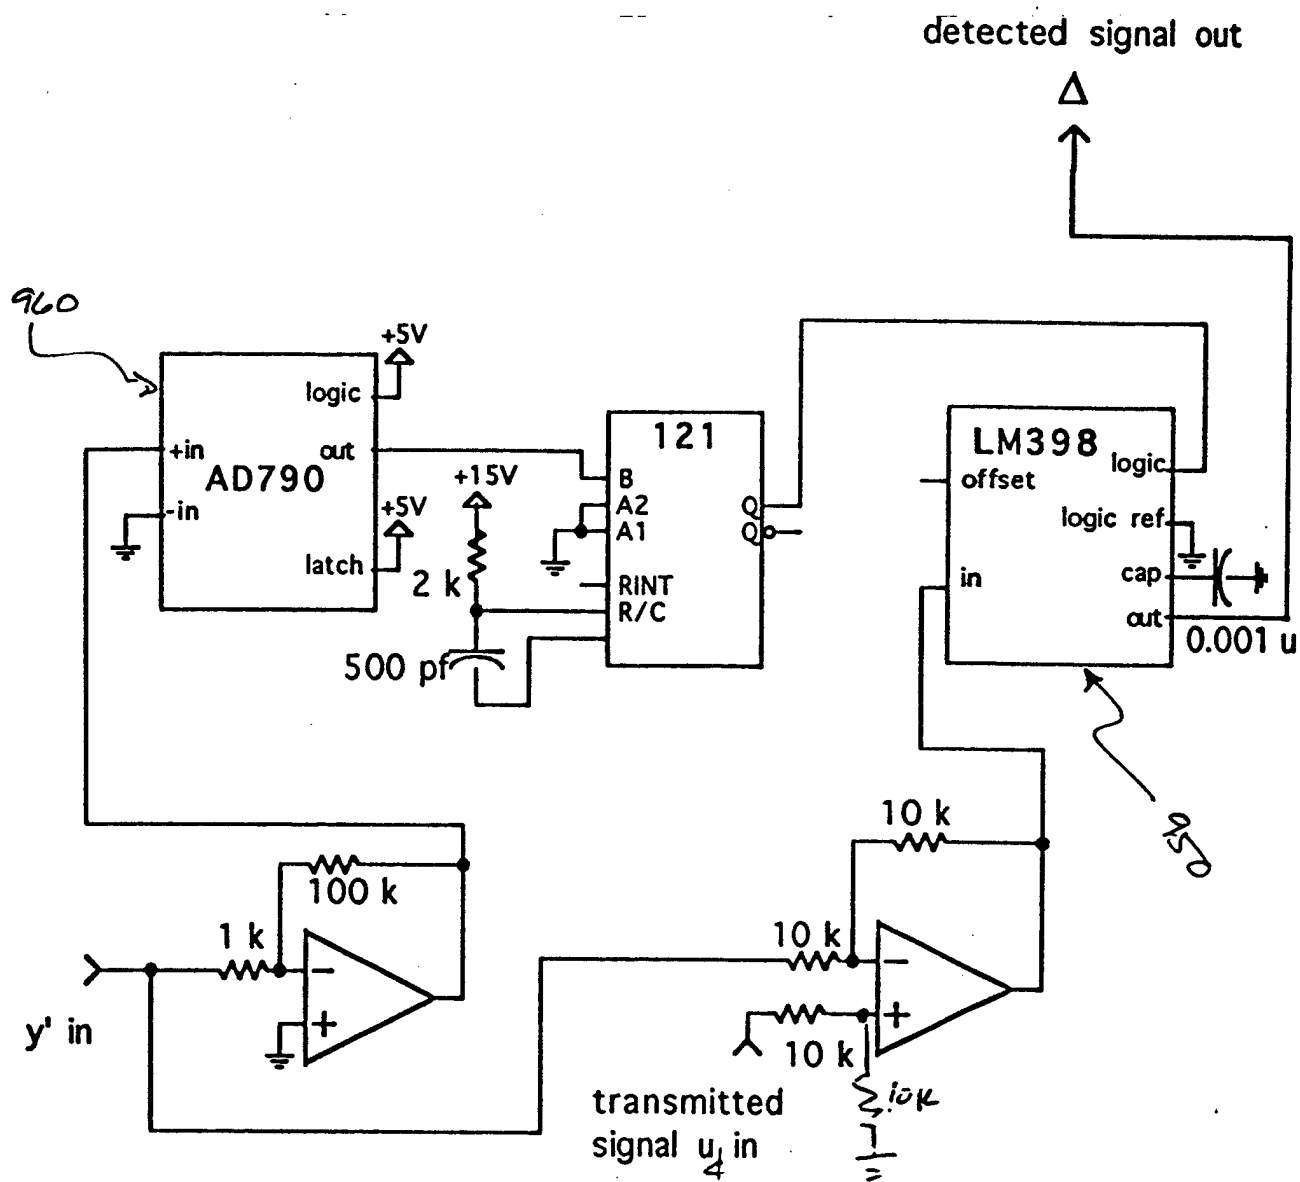 detected signal out
Δ
960
+5V
logic
+in
out
AD790
+5V
-in
latch
+15V
2 k
500 pf
121
B
A2
A1
Q
Q
RINT
R/C
LM398
logic
offset
logic ref
in
cap
out
0.001 u
950
10 k
100 k
1 k
10 k
−
+
−
+
y' in
10 k
10K
transmitted
signal u4 in